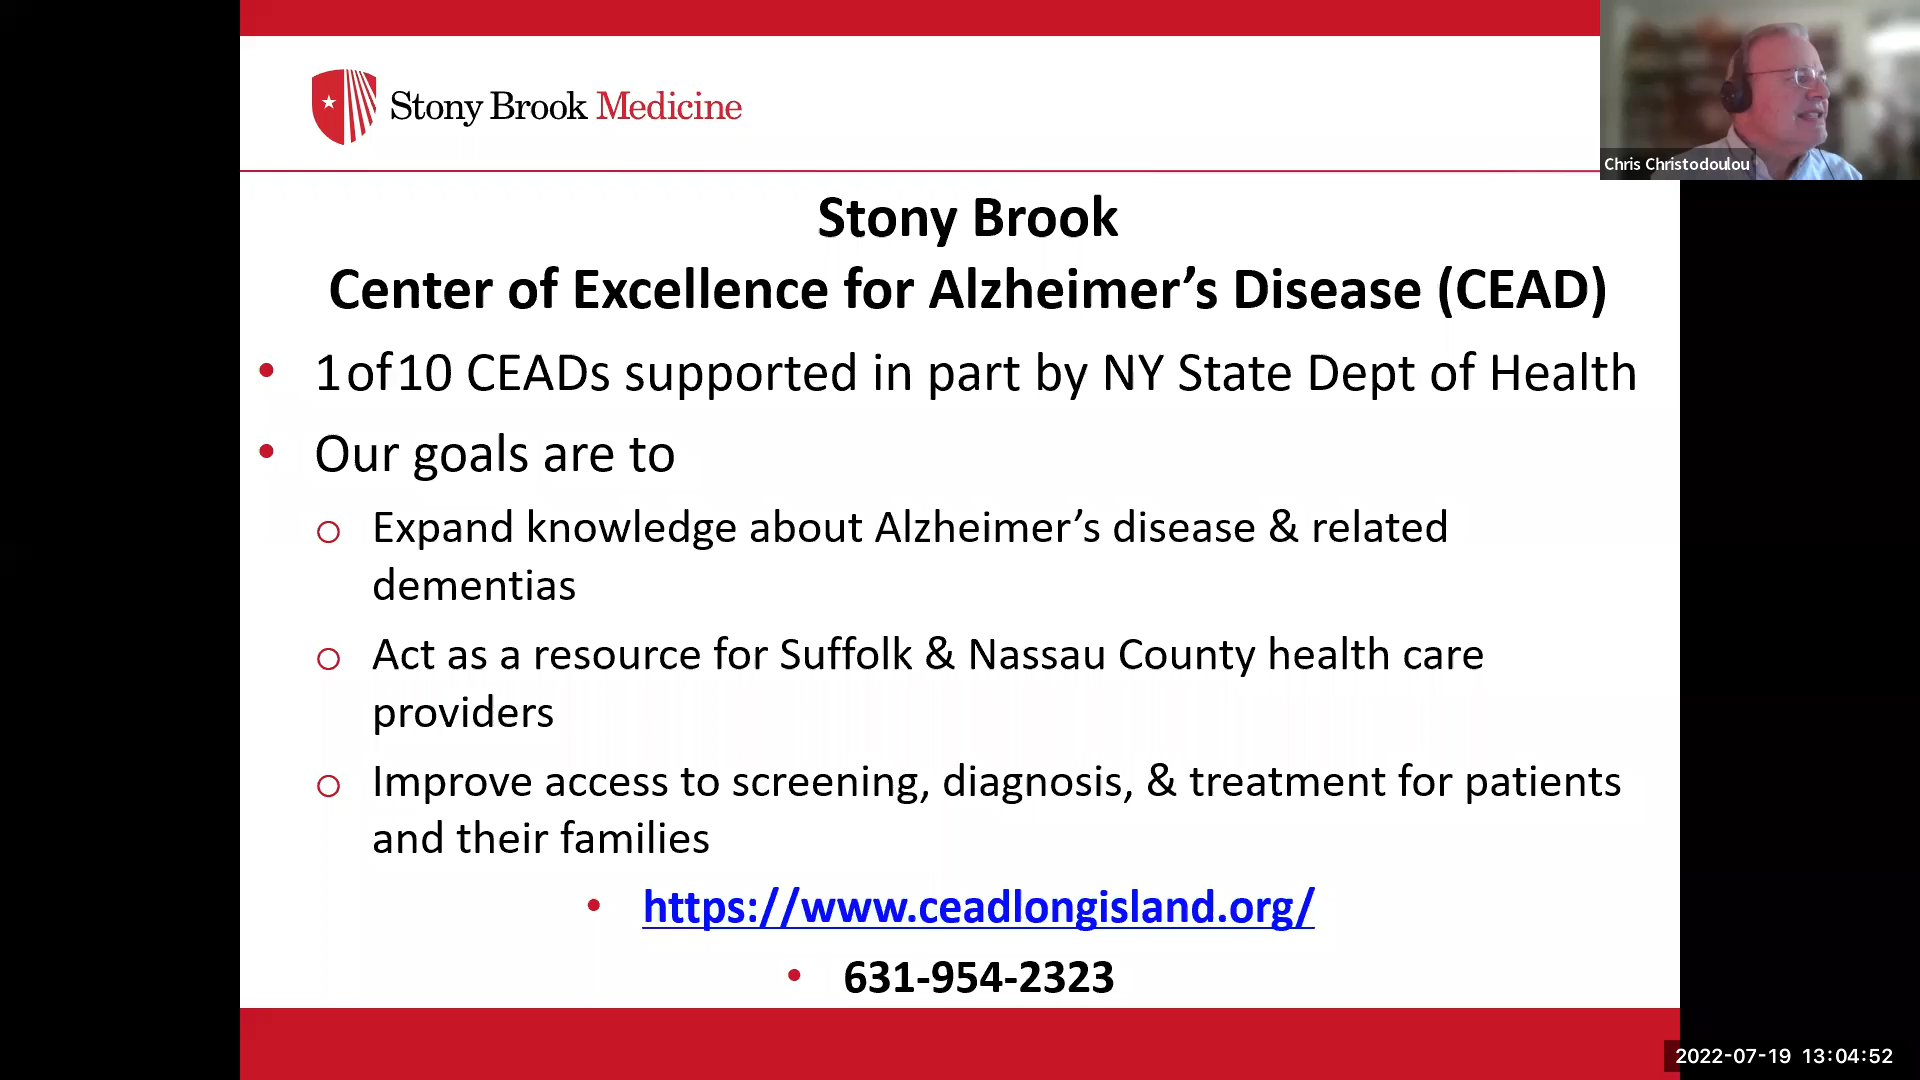 Stony Brook Medicine
Chris Christodoulou
Stony Brook
Center of Excellence for Alzheimer’s Disease (CEAD)
• 1 of 10 CEADs supported in part by NY State Dept of Health
• Our goals are to
o Expand knowledge about Alzheimer’s disease & related
dementias
o Act as a resource for Suffolk & Nassau County health care
providers
o Improve access to screening, diagnosis, & treatment for patients
and their families
• https://www.ceadlongisland.org/
• 631-954-2323
2022-07-19 13:04:52